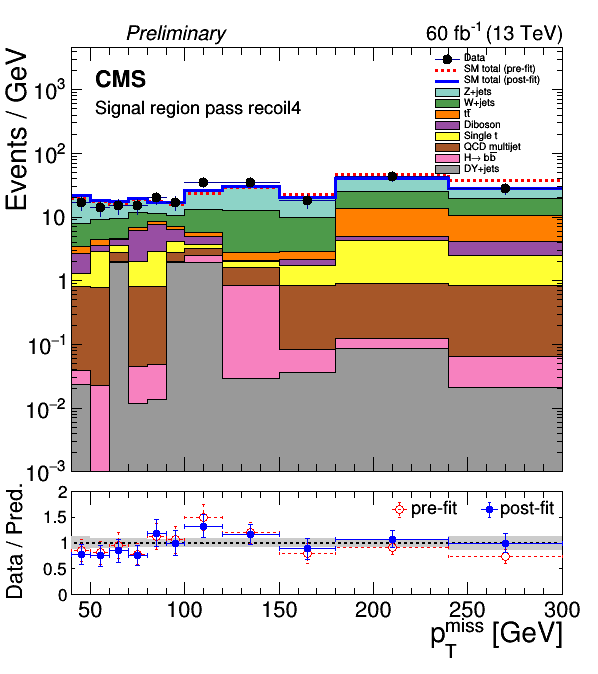 Preliminary 60 fb⁻¹ (13 TeV)
Events / GeV
CMS
Signal region pass recoil4
Data
SM total (pre-fit)
SM total (post-fit)
Z+jets
W+jets
tt̅
Diboson
Single t
QCD multijet
H→ bb̅
DY+jets
10³
10²
10
1
10⁻¹
10⁻²
10⁻³
Data / Pred.
pre-fit post-fit
2
1.5
1
0.5
0
50 100 150 200 250 300
p_T^miss [GeV]